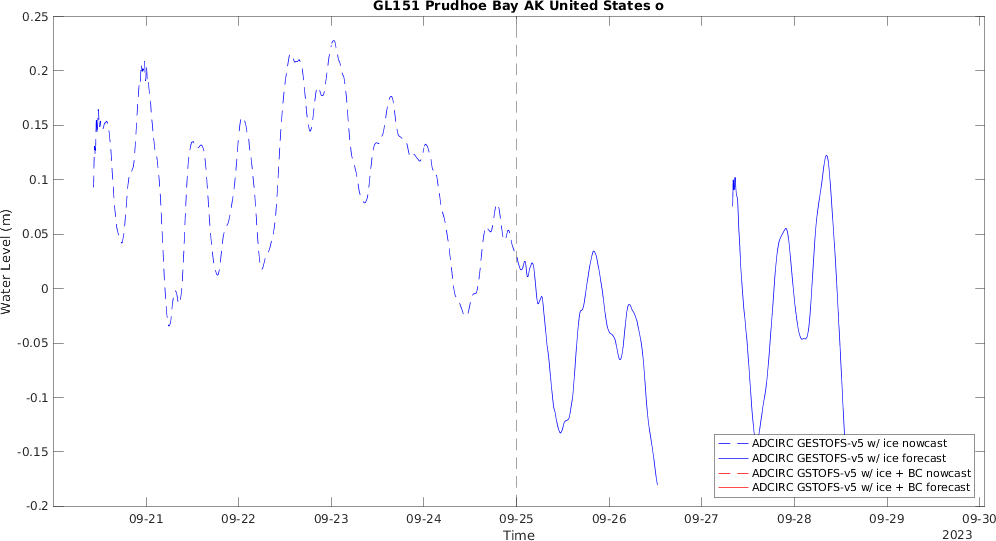 GL151 Prudhoe Bay AK United States o
0.25
0.2
0.15
0.1
0.05
0
-0.05
-0.1
-0.15
-0.2
Water Level (m)
ADCIRC GESTOFS-v5 w/ ice nowcast
ADCIRC GESTOFS-v5 w/ ice forecast
ADCIRC GSTOFS-v5 w/ ice + BC nowcast
ADCIRC GSTOFS-v5 w/ ice + BC forecast
09-21 09-22 09-23 09-24 09-25 09-26 09-27 09-28 09-29 09-30
Time
2023